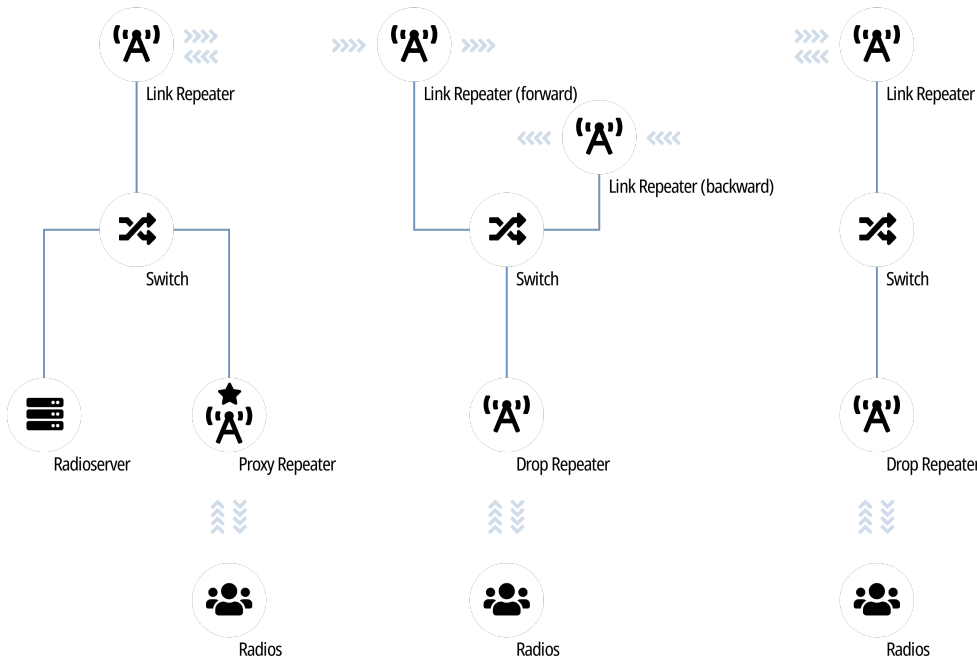 Link Repeater
Link Repeater (forward)
Link Repeater
Link Repeater (backward)
Switch
Switch
Switch
Radioserver
Proxy Repeater
Drop Repeater
Drop Repeater
Radios
Radios
Radios